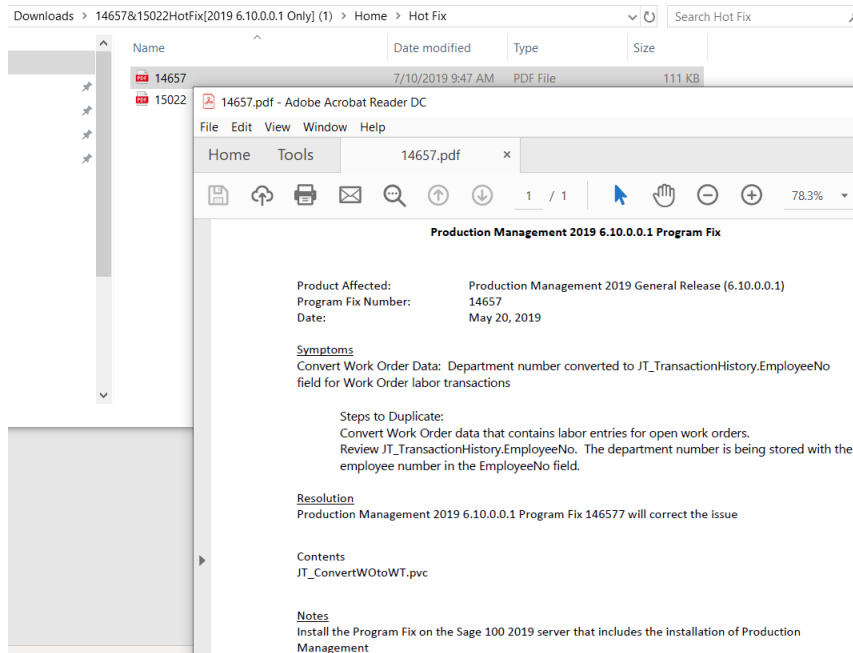 Downloads > 14657&15022HotFix[2019 6.10.0.0.1 Only] (1) > Home > Hot Fix
Search Hot Fix
Name Date modified Type Size
14657 7/10/2019 9:47 AM PDF File 111 KB
15022
14657.pdf - Adobe Acrobat Reader DC
File Edit View Window Help
Home Tools 14657.pdf ×
1 / 1 78.3%
Production Management 2019 6.10.0.0.1 Program Fix
Product Affected: Production Management 2019 General Release (6.10.0.0.1)
Program Fix Number: 14657
Date: May 20, 2019
Symptoms
Convert Work Order Data: Department number converted to JT_TransactionHistory.EmployeeNo
field for Work Order labor transactions
Steps to Duplicate:
Convert Work Order data that contains labor entries for open work orders.
Review JT_TransactionHistory.EmployeeNo. The department number is being stored with the
employee number in the EmployeeNo field.
Resolution
Production Management 2019 6.10.0.0.1 Program Fix 146577 will correct the issue
Contents
JT_ConvertWOtoWT.pvc
Notes
Install the Program Fix on the Sage 100 2019 server that includes the installation of Production
Management